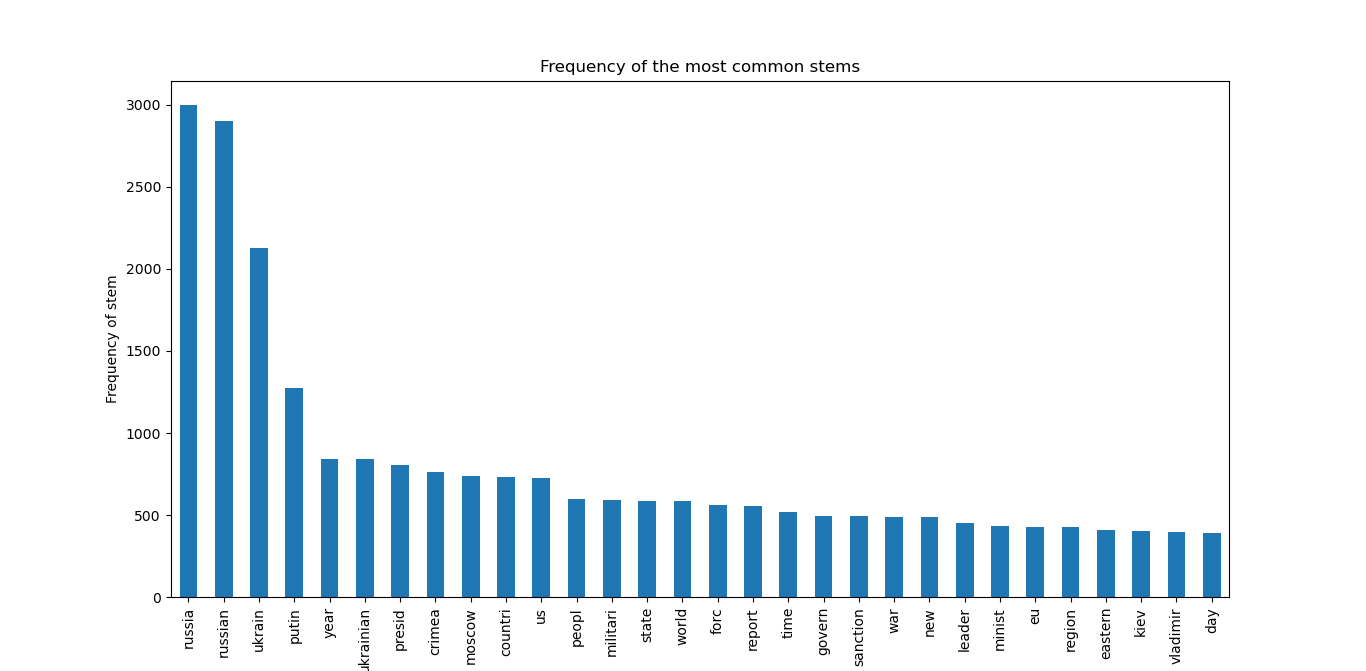 Frequency of the most common stems
Frequency of stem
3000
2500
2000
1500
1000
500
0
russia
russian
ukrain
putin
year
ukrainian
presid
crimea
moscow
countri
us
peopl
militari
state
world
forc
report
time
govern
sanction
war
new
leader
minist
eu
region
eastern
kiev
vladimir
day